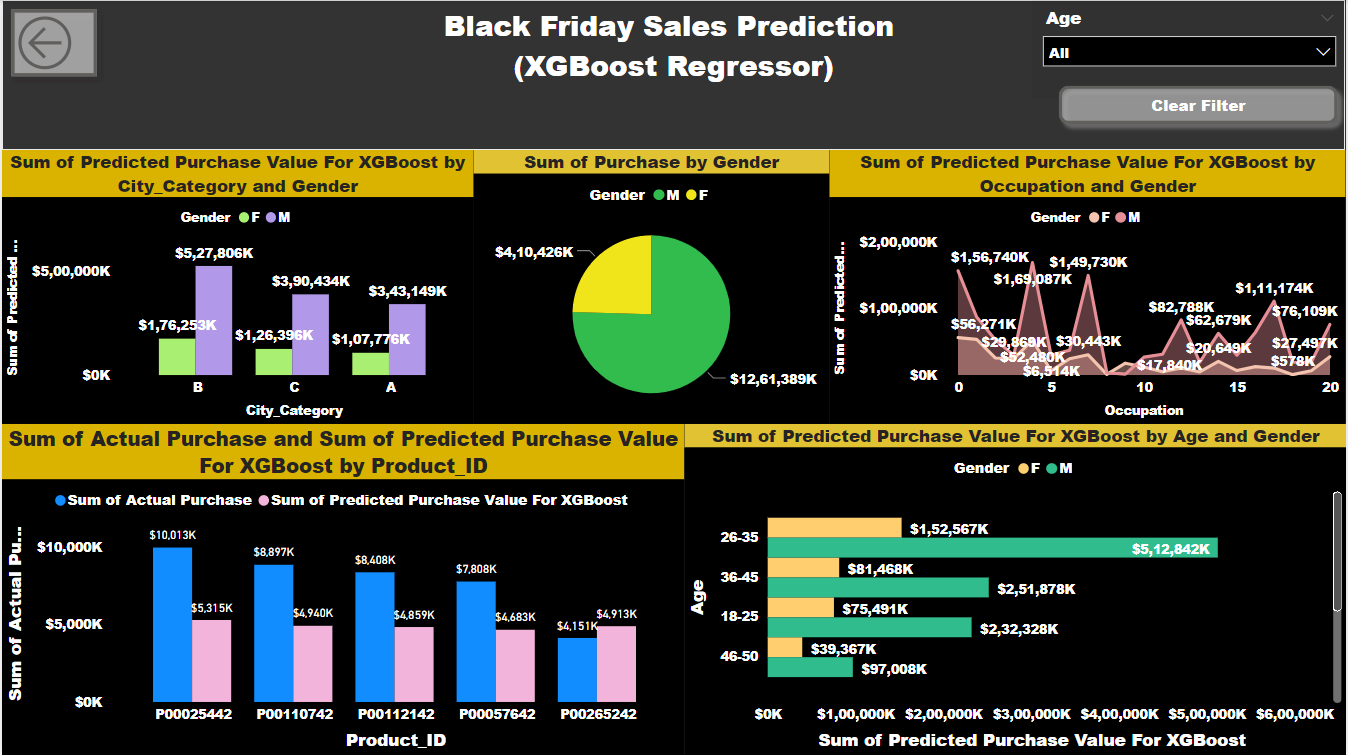 Black Friday Sales Prediction
(XGBoost Regressor)
Age
All
Clear Filter
Sum of Predicted Purchase Value For XGBoost by
City_Category and Gender
Gender F M
Sum of Predicted ...
$5,00,000K
$0K
$1,76,253K
$5,27,806K
$1,26,396K
$3,90,434K
$1,07,776K
$3,43,149K
B C A
City_Category
Sum of Purchase by Gender
Gender M F
$4,10,426K
$12,61,389K
Sum of Predicted Purchase Value For XGBoost by
Occupation and Gender
Gender F M
Sum of Predicted...
$2,00,000K
$1,00,000K
$0K
$1,56,740K
$1,69,087K
$1,49,730K
$82,788K
$62,679K
$1,11,174K
$76,109K
$56,271K
$29,869K
$52,480K
$6,514K
$30,443K
$17,840K
$20,649K
$578K
$27,497K
0 5 10 15 20
Occupation
Sum of Actual Purchase and Sum of Predicted Purchase Value
For XGBoost by Product_ID
Sum of Actual Purchase Sum of Predicted Purchase Value For XGBoost
Sum of Actual Pu...
$10,000K
$5,000K
$0K
$10,013K
$5,315K
$8,897K
$4,940K
$8,408K
$4,859K
$7,808K
$4,683K
$4,151K
$4,913K
P00025442 P00110742 P00112142 P00057642 P00265242
Product_ID
Sum of Predicted Purchase Value For XGBoost by Age and Gender
Gender F M
Age
26-35
$1,52,567K
$5,12,842K
36-45
$81,468K
$2,51,878K
18-25
$75,491K
$2,32,328K
46-50
$39,367K
$97,008K
$0K $1,00,000K $2,00,000K $3,00,000K $4,00,000K $5,00,000K $6,00,000K
Sum of Predicted Purchase Value For XGBoost